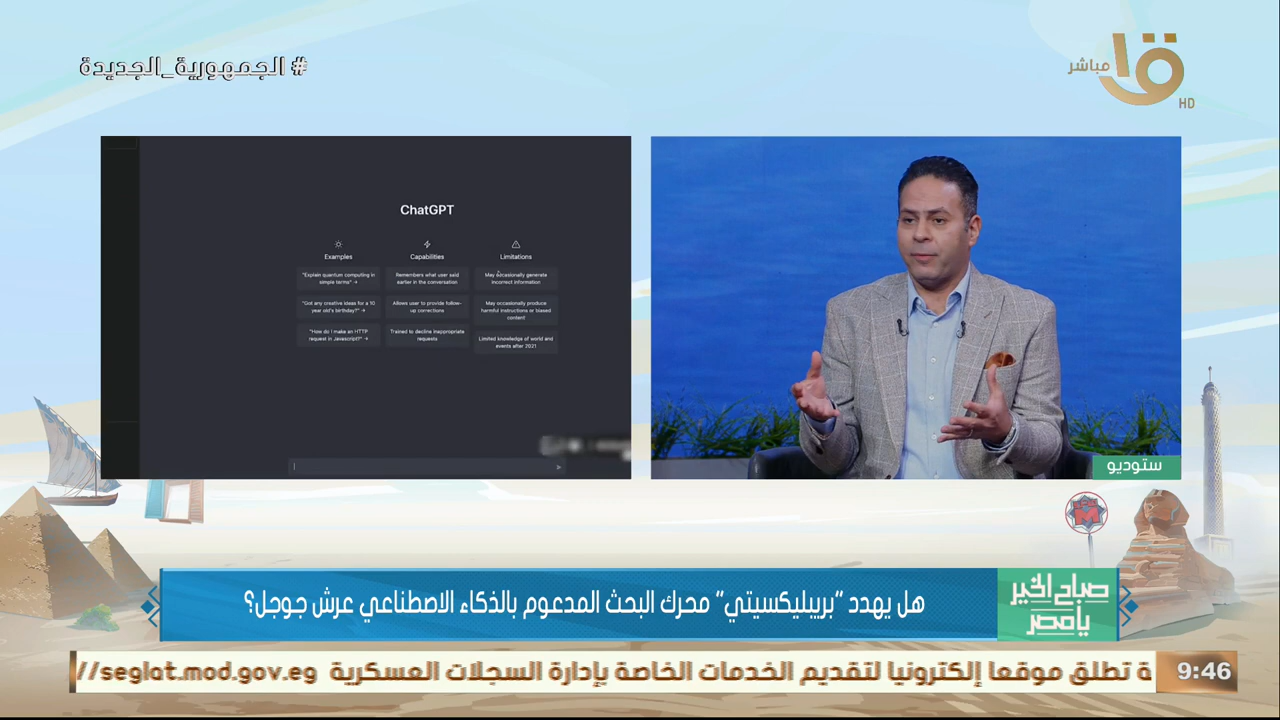 # الجمهورية_الجديدة
مباشر
HD
ChatGPT
Examples
"Explain quantum computing in simple terms" →
"Got any creative ideas for a 10 year old's birthday?" →
"How do I make an HTTP request in Javascript?" →
Capabilities
Remembers what user said earlier in the conversation
Allows user to provide follow-up corrections
Trained to decline inappropriate requests
Limitations
May occasionally generate incorrect information
May occasionally produce harmful instructions or biased content
Limited knowledge of world and events after 2021
ستوديو
صباح الخير
يا مصر
هل يهدد "بربيليكسيتي" محرك البحث المدعوم بالذكاء الاصطناعي عرش جوجل؟
9:46
ة تطلق موقعا إلكترونيا لتقديم الخدمات الخاصة بإدارة السجلات العسكرية //seglat.mod.gov.eg